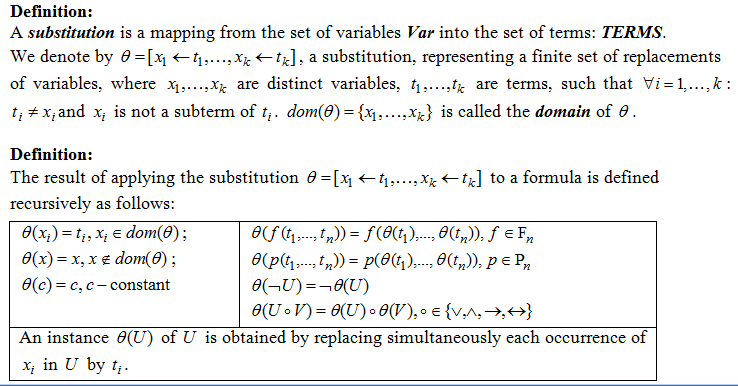 Definition:
A substitution is a mapping from the set of variables Var into the set of terms: TERMS.
We denote by θ = [x₁ ← t₁,...,xₖ ← tₖ], a substitution, representing a finite set of replacements
of variables, where x₁,...,xₖ are distinct variables, t₁,...,tₖ are terms, such that ∀i = 1,...,k :
tᵢ ≠ xᵢ and xᵢ is not a subterm of tᵢ. dom(θ) = {x₁,...,xₖ} is called the domain of θ.
Definition:
The result of applying the substitution θ = [x₁ ← t₁,...,xₖ ← tₖ] to a formula is defined
recursively as follows:
θ(xᵢ) = tᵢ, xᵢ ∈ dom(θ);
θ(x) = x, x ∉ dom(θ);
θ(c) = c, c – constant
θ(f(t₁,...,tₙ)) = f(θ(t₁),...,θ(tₙ)), f ∈ Fₙ
θ(p(t₁,...,tₙ)) = p(θ(t₁),...,θ(tₙ)), p ∈ Pₙ
θ(¬U) = ¬θ(U)
θ(U ∘ V) = θ(U) ∘ θ(V), ∘ ∈ {∨,∧,→,↔}
An instance θ(U) of U is obtained by replacing simultaneously each occurrence of
xᵢ in U by tᵢ.